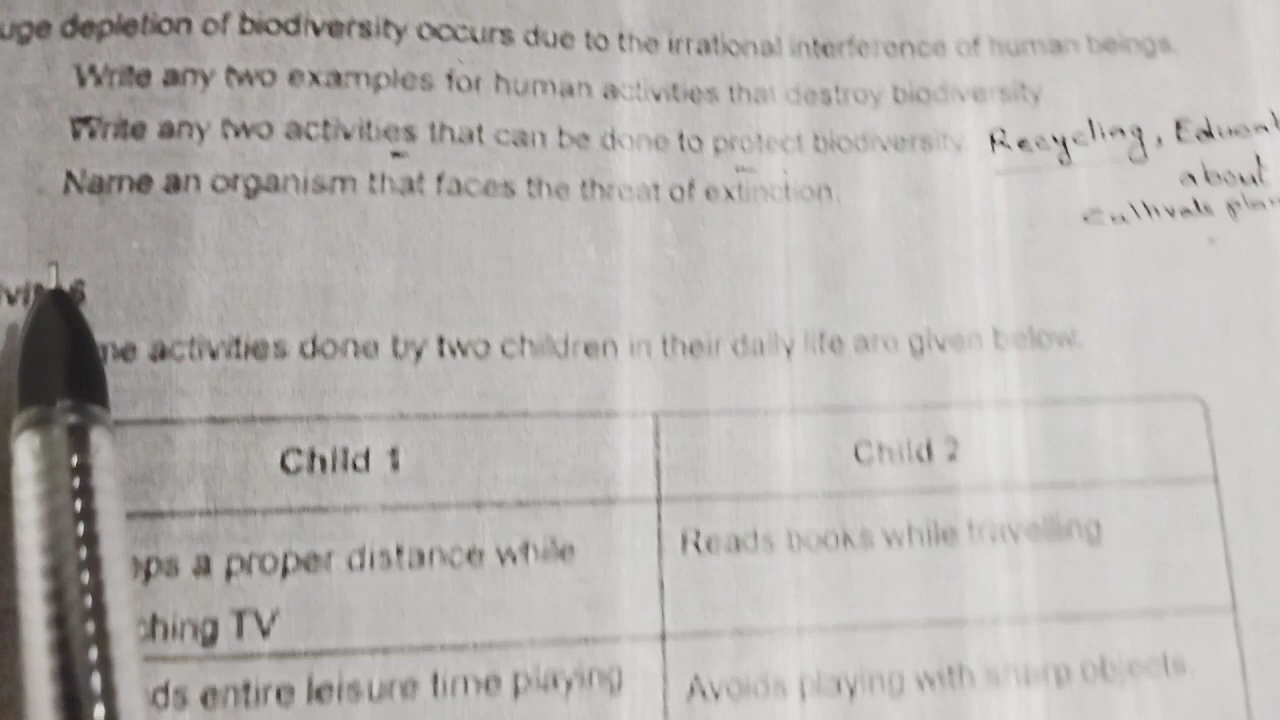 uge depletion of biodiversity occurs due to the irrational interference of human beings.
Write any two examples for human activities that destroy biodiversity
Write any two activities that can be done to protect biodiversity. Recycling,
about
Name an organism that faces the threat of extinction.
me activities done by two children in their daily life are given below.
Child 1 Child 2
ps a proper distance while Reads books while travelling
ching TV
ds entire leisure time playing Avoids playing with sharp objects.